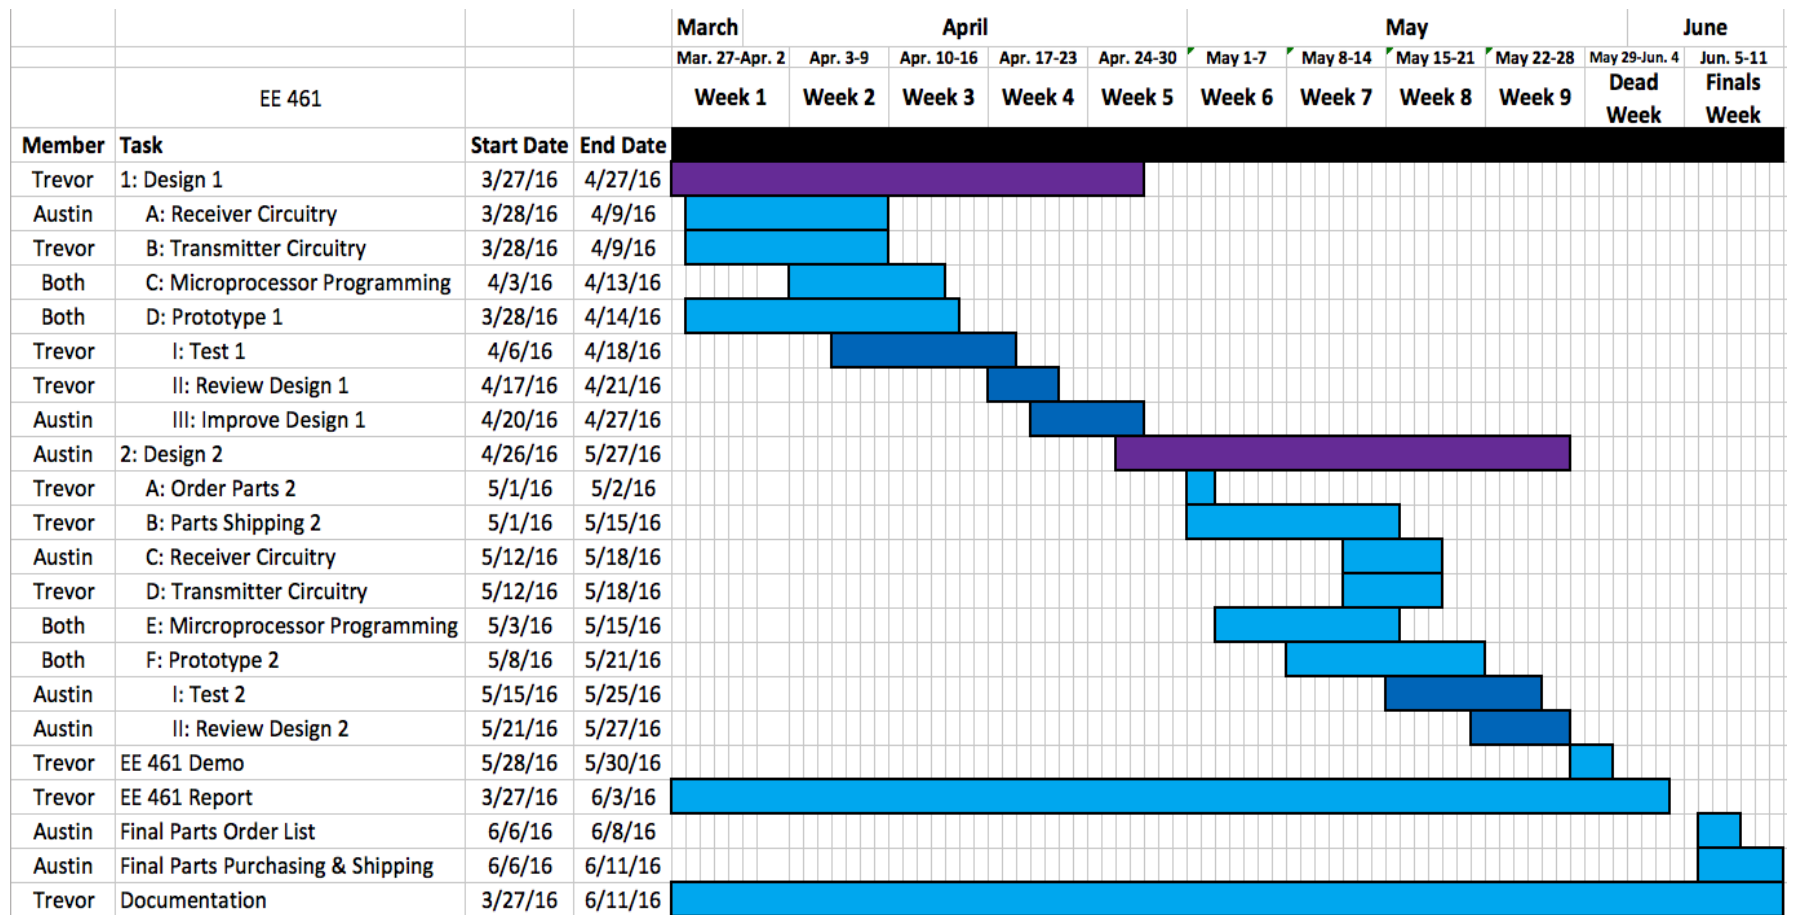 March April May June
Mar. 27-Apr. 2 Apr. 3-9 Apr. 10-16 Apr. 17-23 Apr. 24-30 May 1-7 May 8-14 May 15-21 May 22-28 May 29-Jun. 4 Jun. 5-11
EE 461 Week 1 Week 2 Week 3 Week 4 Week 5 Week 6 Week 7 Week 8 Week 9 Dead Week Finals Week
Member Task Start Date End Date
Trevor 1: Design 1 3/27/16 4/27/16
Austin A: Receiver Circuitry 3/28/16 4/9/16
Trevor B: Transmitter Circuitry 3/28/16 4/9/16
Both C: Microprocessor Programming 4/3/16 4/13/16
Both D: Prototype 1 3/28/16 4/14/16
Trevor I: Test 1 4/6/16 4/18/16
Trevor II: Review Design 1 4/17/16 4/21/16
Austin III: Improve Design 1 4/20/16 4/27/16
Austin 2: Design 2 4/26/16 5/27/16
Trevor A: Order Parts 2 5/1/16 5/2/16
Trevor B: Parts Shipping 2 5/1/16 5/15/16
Austin C: Receiver Circuitry 5/12/16 5/18/16
Trevor D: Transmitter Circuitry 5/12/16 5/18/16
Both E: Mircroprocessor Programming 5/3/16 5/15/16
Both F: Prototype 2 5/8/16 5/21/16
Austin I: Test 2 5/15/16 5/25/16
Austin II: Review Design 2 5/21/16 5/27/16
Trevor EE 461 Demo 5/28/16 5/30/16
Trevor EE 461 Report 3/27/16 6/3/16
Austin Final Parts Order List 6/6/16 6/8/16
Austin Final Parts Purchasing & Shipping 6/6/16 6/11/16
Trevor Documentation 3/27/16 6/11/16